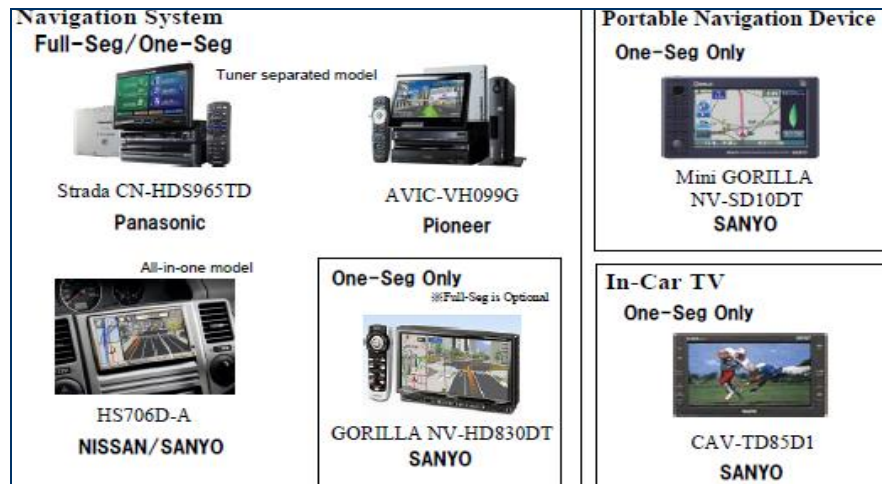 Navigation System
Full-Seg/One-Seg
Tuner separated model
Strada CN-HDS965TD
Panasonic
AVIC-VH099G
Pioneer
All-in-one model
HS706D-A
NISSAN/SANYO
One-Seg Only
※Full-Seg is Optional
GORILLA NV-HD830DT
SANYO
Portable Navigation Device
One-Seg Only
Mini GORILLA
NV-SD10DT
SANYO
In-Car TV
One-Seg Only
CAV-TD85D1
SANYO